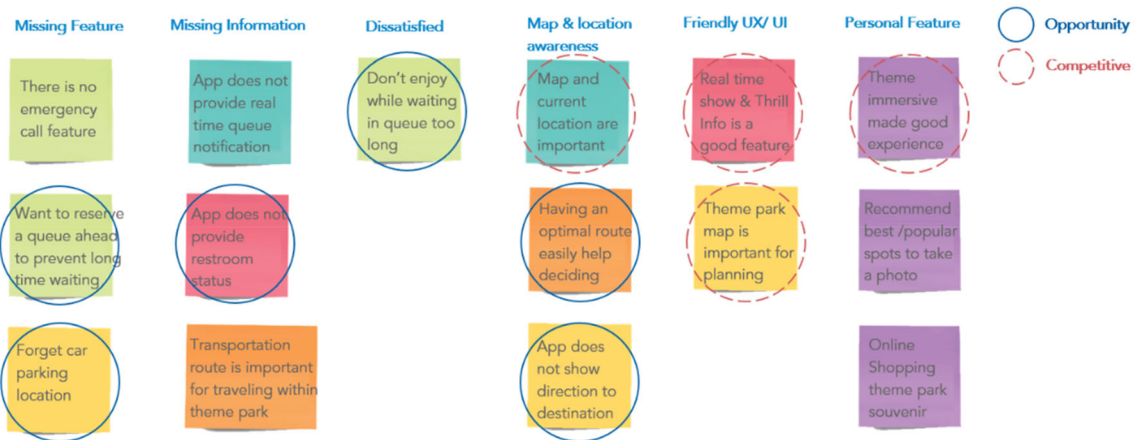 Missing Feature
Missing Information
Dissatisfied
Map & location
awareness
Friendly UX/ UI
Personal Feature
Opportunity
Competitive
There is no
emergency
call feature
App does not
provide real
time queue
notification
Don't enjoy
while waiting
in queue too
long
Map and
current
location are
important
Real time
show & Thrill
Info is a
good feature
Theme
immersive
made good
experience
Want to reserve
a queue ahead
to prevent long
time waiting
App does not
provide
restroom
status
Having an
optimal route
easily help
deciding
Theme park
map is
important for
planning
Recommend
best /popular
spots to take
a photo
Forget car
parking
location
Transportation
route is important
for traveling within
theme park
App does
not show
direction to
destination
Online
Shopping
theme park
souvenir